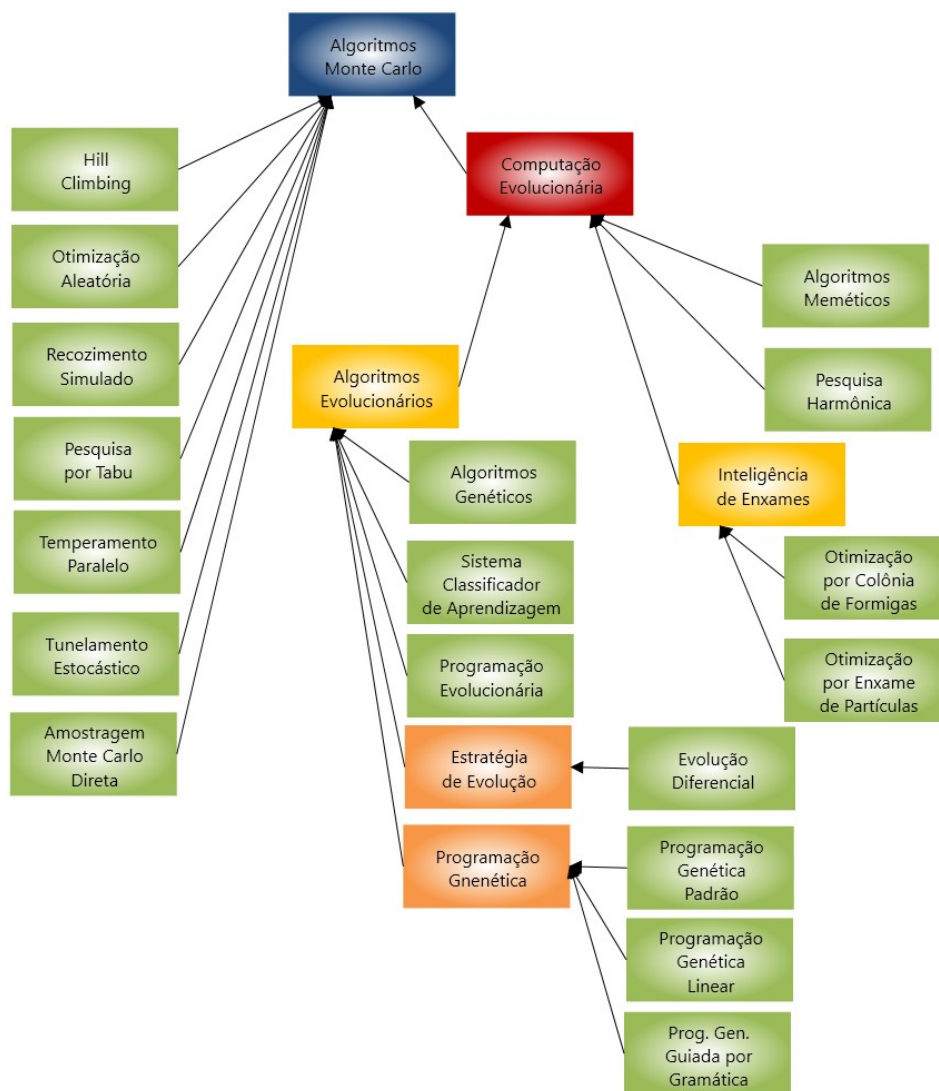 Algoritmos
Monte Carlo
Computação
Evolucionária
Hill
Climbing
Otimização
Aleatória
Recozimento
Simulado
Pesquisa
por Tabu
Temperamento
Paralelo
Tunelamento
Estocástico
Amostragem
Monte Carlo
Direta
Algoritmos
Evolucionários
Algoritmos
Genéticos
Sistema
Classificador
de Aprendizagem
Programação
Evolucionária
Estratégia
de Evolução
Programação
Gnenética
Algoritmos
Meméticos
Pesquisa
Harmônica
Inteligência
de Enxames
Otimização
por Colônia
de Formigas
Otimização
por Enxame
de Partículas
Evolução
Diferencial
Programação
Genética
Padrão
Programação
Genética
Linear
Prog. Gen.
Guiada por
Gramática